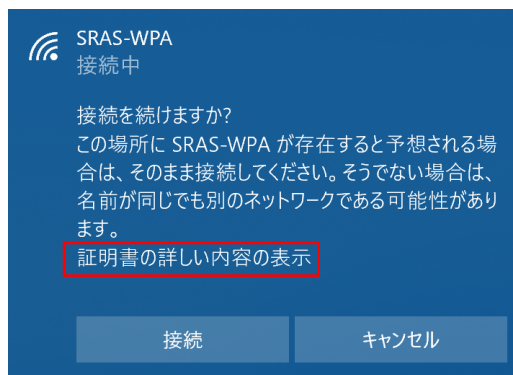 SRAS-WPA
接続中
接続を続けますか?
この場所に SRAS-WPA が存在すると予想される場
合は、そのまま接続してください。そうでない場合は、
名前が同じでも別のネットワークである可能性があり
ます。
証明書の詳しい内容の表示
接続
キャンセル